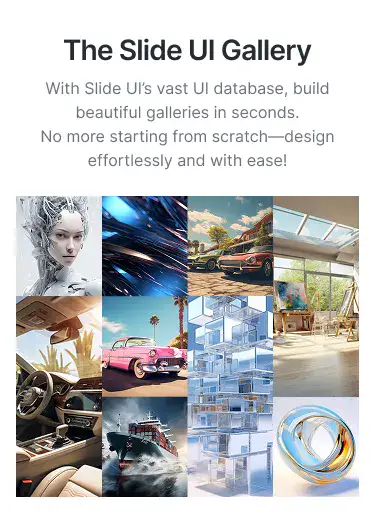 The Slide UI Gallery
With Slide UI’s vast UI database, build
beautiful galleries in seconds.
No more starting from scratch—design
effortlessly and with ease!